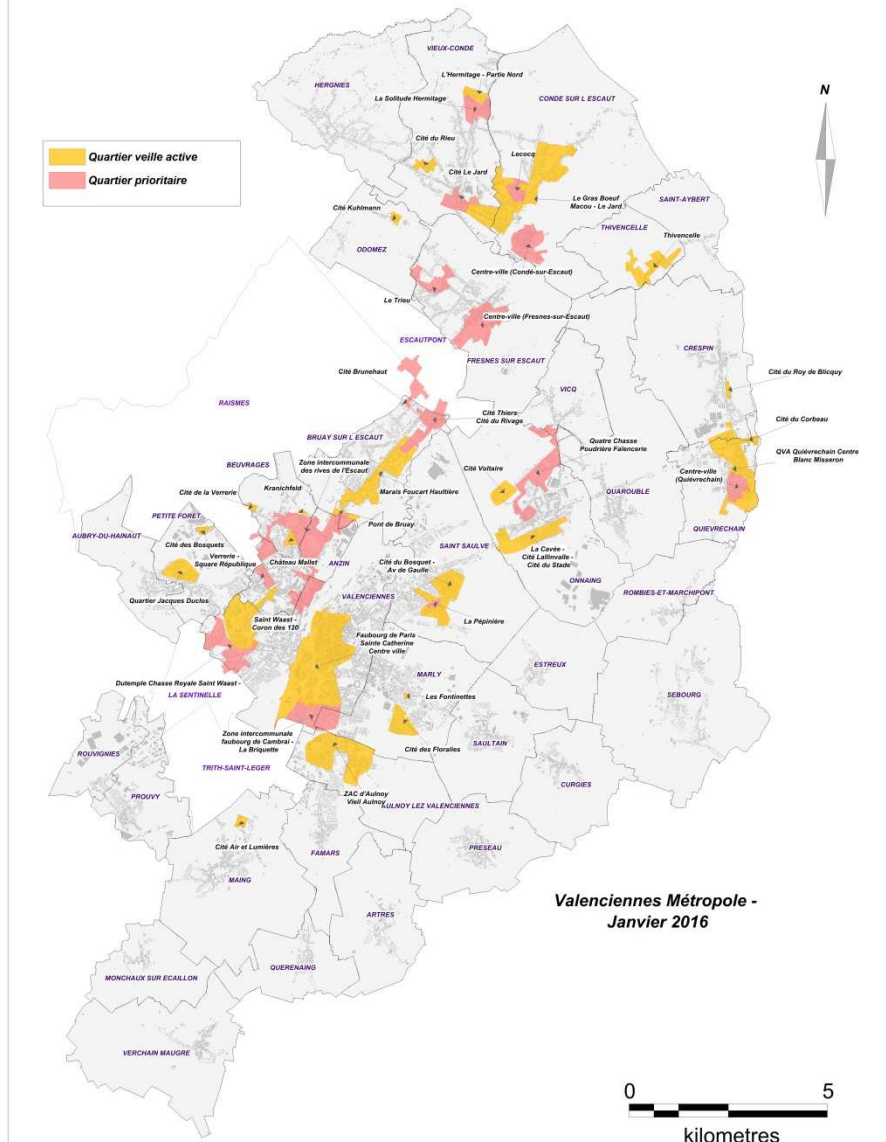 VIEUX-CONDE
L'Hermitage - Partie Nord
HERGNIES
La Solitude Hermitage
CONDE SUR L ESCAUT
N
Quartier veille active
Quartier prioritaire
Cité du Rieu
Lecocq
Cité Le Jard
Le Gras Boeuf
Macou - Le Jard
SAINT-AYBERT
Cité Kuhlmann
THIVENCELLE
Thivencelle
ODOMEZ
Centre-ville (Condé-sur-Escaut)
Le Trieu
Centre-ville (Fresnes-sur-Escaut)
ESCAUTPONT
CRESPIN
FRESNES SUR ESCAUT
Cité Brunehaut
Cité du Roy de Blicquy
VICQ
RAISMES
Cité Thiers
Cité du Rivage
Cité du Corbeau
BRUAY SUR L ESCAUT
Quatre Chasse
Poudrière Faïencerie
QVA Quiévrechain Centre
Blanc Misseron
BEUVRAGES
Zone intercommunale
des rives de l'Escaut
Cité Voltaire
Centre-ville
(Quiévrechain)
Kranichfeld
Cité de la Verrerie
Marais Foucart Haultière
QUAROUBLE
PETITE FORET
Pont de Bruay
QUIEVRECHAIN
AUBRY-DU-HAINAUT
Cité des Bosquets
SAINT SAULVE
La Cavée -
Cité Lallinvalle -
Cité du Stade
Verrerie -
Square République
Château Mallet
ANZIN
Cité du Bosquet -
Av de Gaulle
ONNAING
ROMBIES-ET-MARCHIPONT
Quartier Jacques Duclos
VALENCIENNES
Saint Waast -
Coron des 120
La Pépinière
Faubourg de Paris
Sainte Catherine
Centre ville
ESTREUX
MARLY
Dutemple Chasse Royale Saint Waast -
LA SENTINELLE
Les Fontinettes
SEBOURG
Zone intercommunale
faubourg de Cambrai -
La Briquette
Cité des Floralies
SAULTAIN
ROUVIGNIES
TRITH-SAINT-LEGER
CURGIES
PROUVY
ZAC d'Aulnoy
Vieil Aulnoy
AULNOY LEZ VALENCIENNES
Cité Air et Lumières
FAMARS
PRESEAU
MAING
Valenciennes Métropole -
Janvier 2016
ARTRES
QUERENAING
MONCHAUX SUR ECAILLON
VERCHAIN MAUGRE
0 5
kilometres